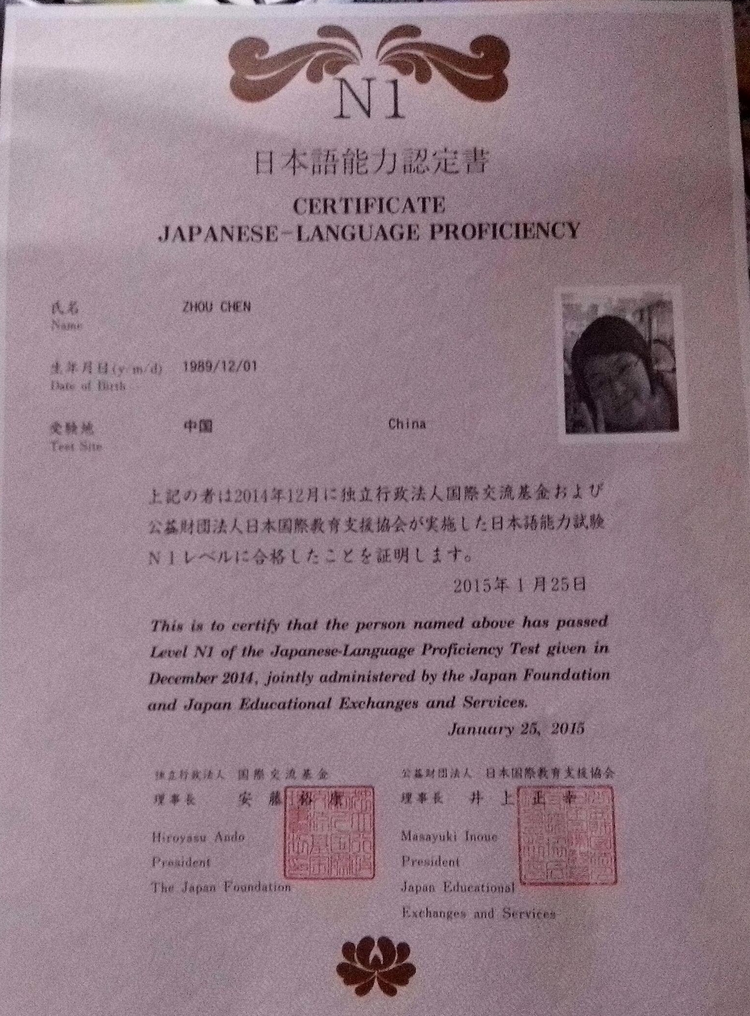 N1
日本語能力認定書
CERTIFICATE
JAPANESE-LANGUAGE PROFICIENCY
氏名 ZHOU CHEN
Name
生年月日(y/m/d) 1989/12/01
Date of Birth
受験地 中国 China
Test Site
上記の者は2014年12月に独立行政法人国際交流基金および
公益財団法人日本国際教育支援協会が実施した日本語能力試験
N1レベルに合格したことを証明します。
2015年1月25日
This is to certify that the person named above has passed
Level N1 of the Japanese-Language Proficiency Test given in
December 2014, jointly administered by the Japan Foundation
and Japan Educational Exchanges and Services.
January 25, 2015
独立行政法人 国際交流基金
理事長 安藤裕康
Hiroyasu Ando
President
The Japan Foundation
公益財団法人 日本国際教育支援協会
理事長 井上正幸
Masayuki Inoue
President
Japan Educational
Exchanges and Services